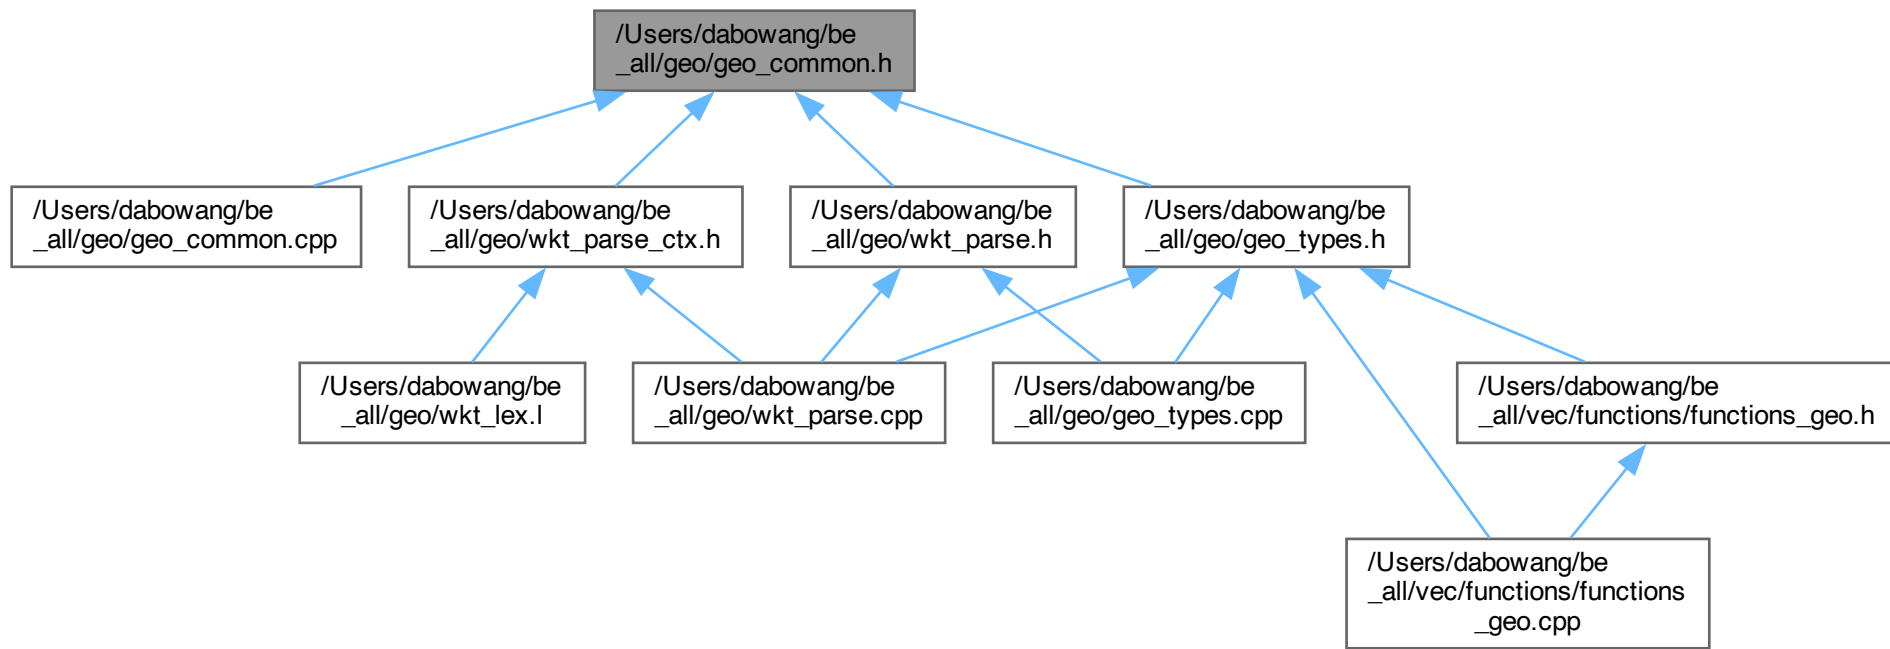 /Users/dabowang/be
_all/geo/geo_common.h
/Users/dabowang/be
_all/geo/geo_common.cpp
/Users/dabowang/be
_all/geo/wkt_parse_ctx.h
/Users/dabowang/be
_all/geo/wkt_parse.h
/Users/dabowang/be
_all/geo/geo_types.h
/Users/dabowang/be
_all/geo/wkt_lex.l
/Users/dabowang/be
_all/geo/wkt_parse.cpp
/Users/dabowang/be
_all/geo/geo_types.cpp
/Users/dabowang/be
_all/vec/functions/functions_geo.h
/Users/dabowang/be
_all/vec/functions/functions
_geo.cpp